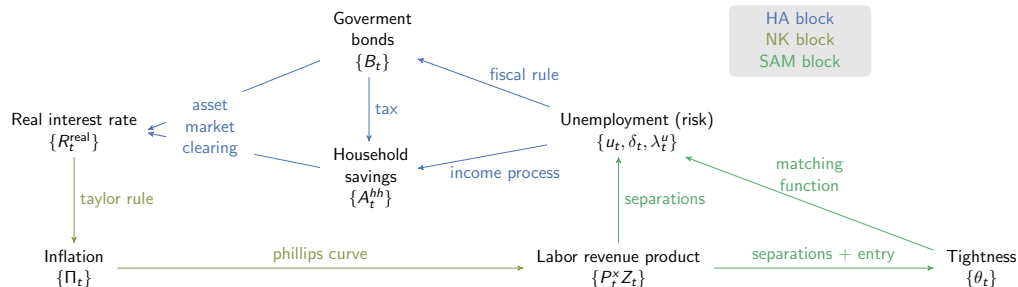 Goverment
bonds
{B_t}
HA block
NK block
SAM block
fiscal rule
asset
market
clearing
tax
Real interest rate
{R_t^real}
Unemployment (risk)
{u_t, δ_t, λ_t^u}
Household
savings
{A_t^hh}
income process
matching
function
taylor rule
separations
Inflation
{Π_t}
phillips curve
Labor revenue product
{P_t^x Z_t}
separations + entry
Tightness
{θ_t}